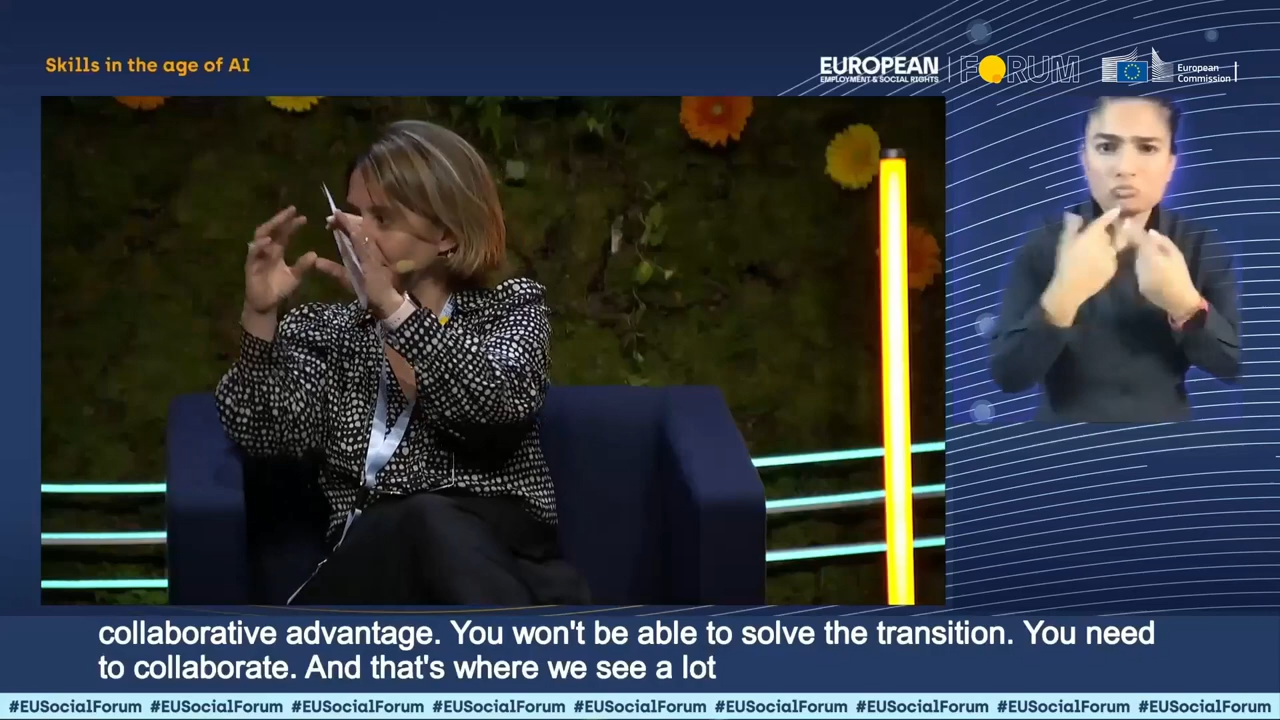 Skills in the age of AI
EUROPEAN
EMPLOYMENT & SOCIAL RIGHTS
FORUM
European
Commission
collaborative advantage. You won't be able to solve the transition. You need
to collaborate. And that's where we see a lot
#EUSocialForum #EUSocialForum #EUSocialForum #EUSocialForum #EUSocialForum #EUSocialForum #EUSocialForum #EUSocialForum #EUSocialForum